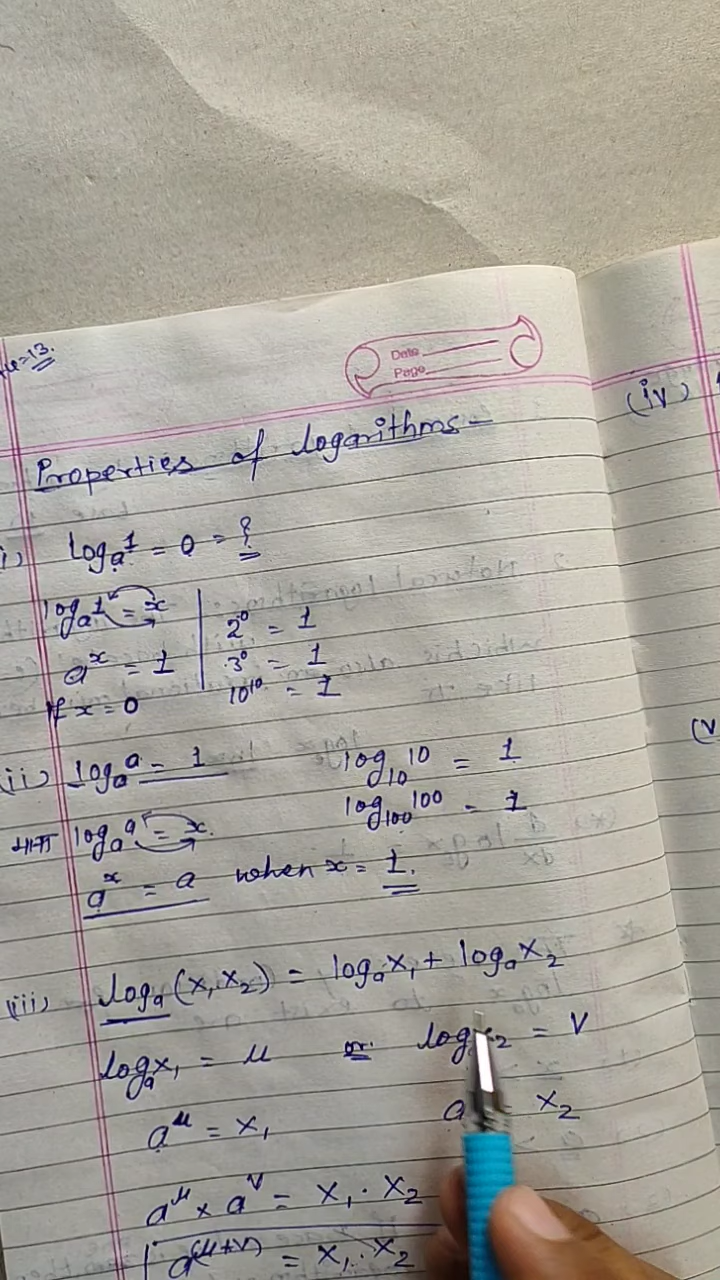 Date
Page
Properties of logarithms -
(iv)
i) logₐ1 = 0 = ?
logₐ1 = x
2⁰ = 1
aˣ = 1
3⁰ = 1
If x = 0
10¹⁰ = 1
(ii) logₐa = 1
log₁₀10 = 1
log₁₀₀100 = 1
माना logₐa = x.
aˣ = a when x = 1.
(iii) logₐ(x₁x₂) = logₐx₁ + logₐx₂
logₐx₁ = u or log x₂ = v
aᵘ = x₁
a = x₂
aᵘ × aᵛ = x₁ . x₂
a⁽ᵘ⁺ᵛ⁾ = x₁ . x₂